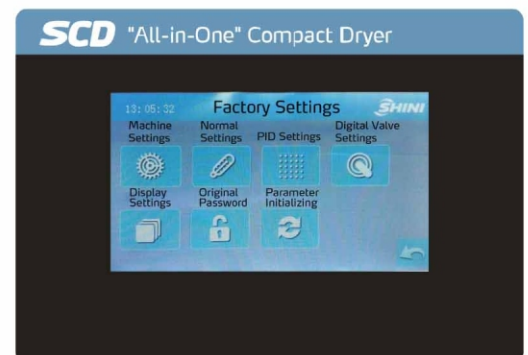 SCD "All-in-One" Compact Dryer
13:05:32
Factory Settings
SHINI
Machine Settings
Normal Settings
PID Settings
Digital Valve Settings
Display Settings
Original Password
Parameter Initializing